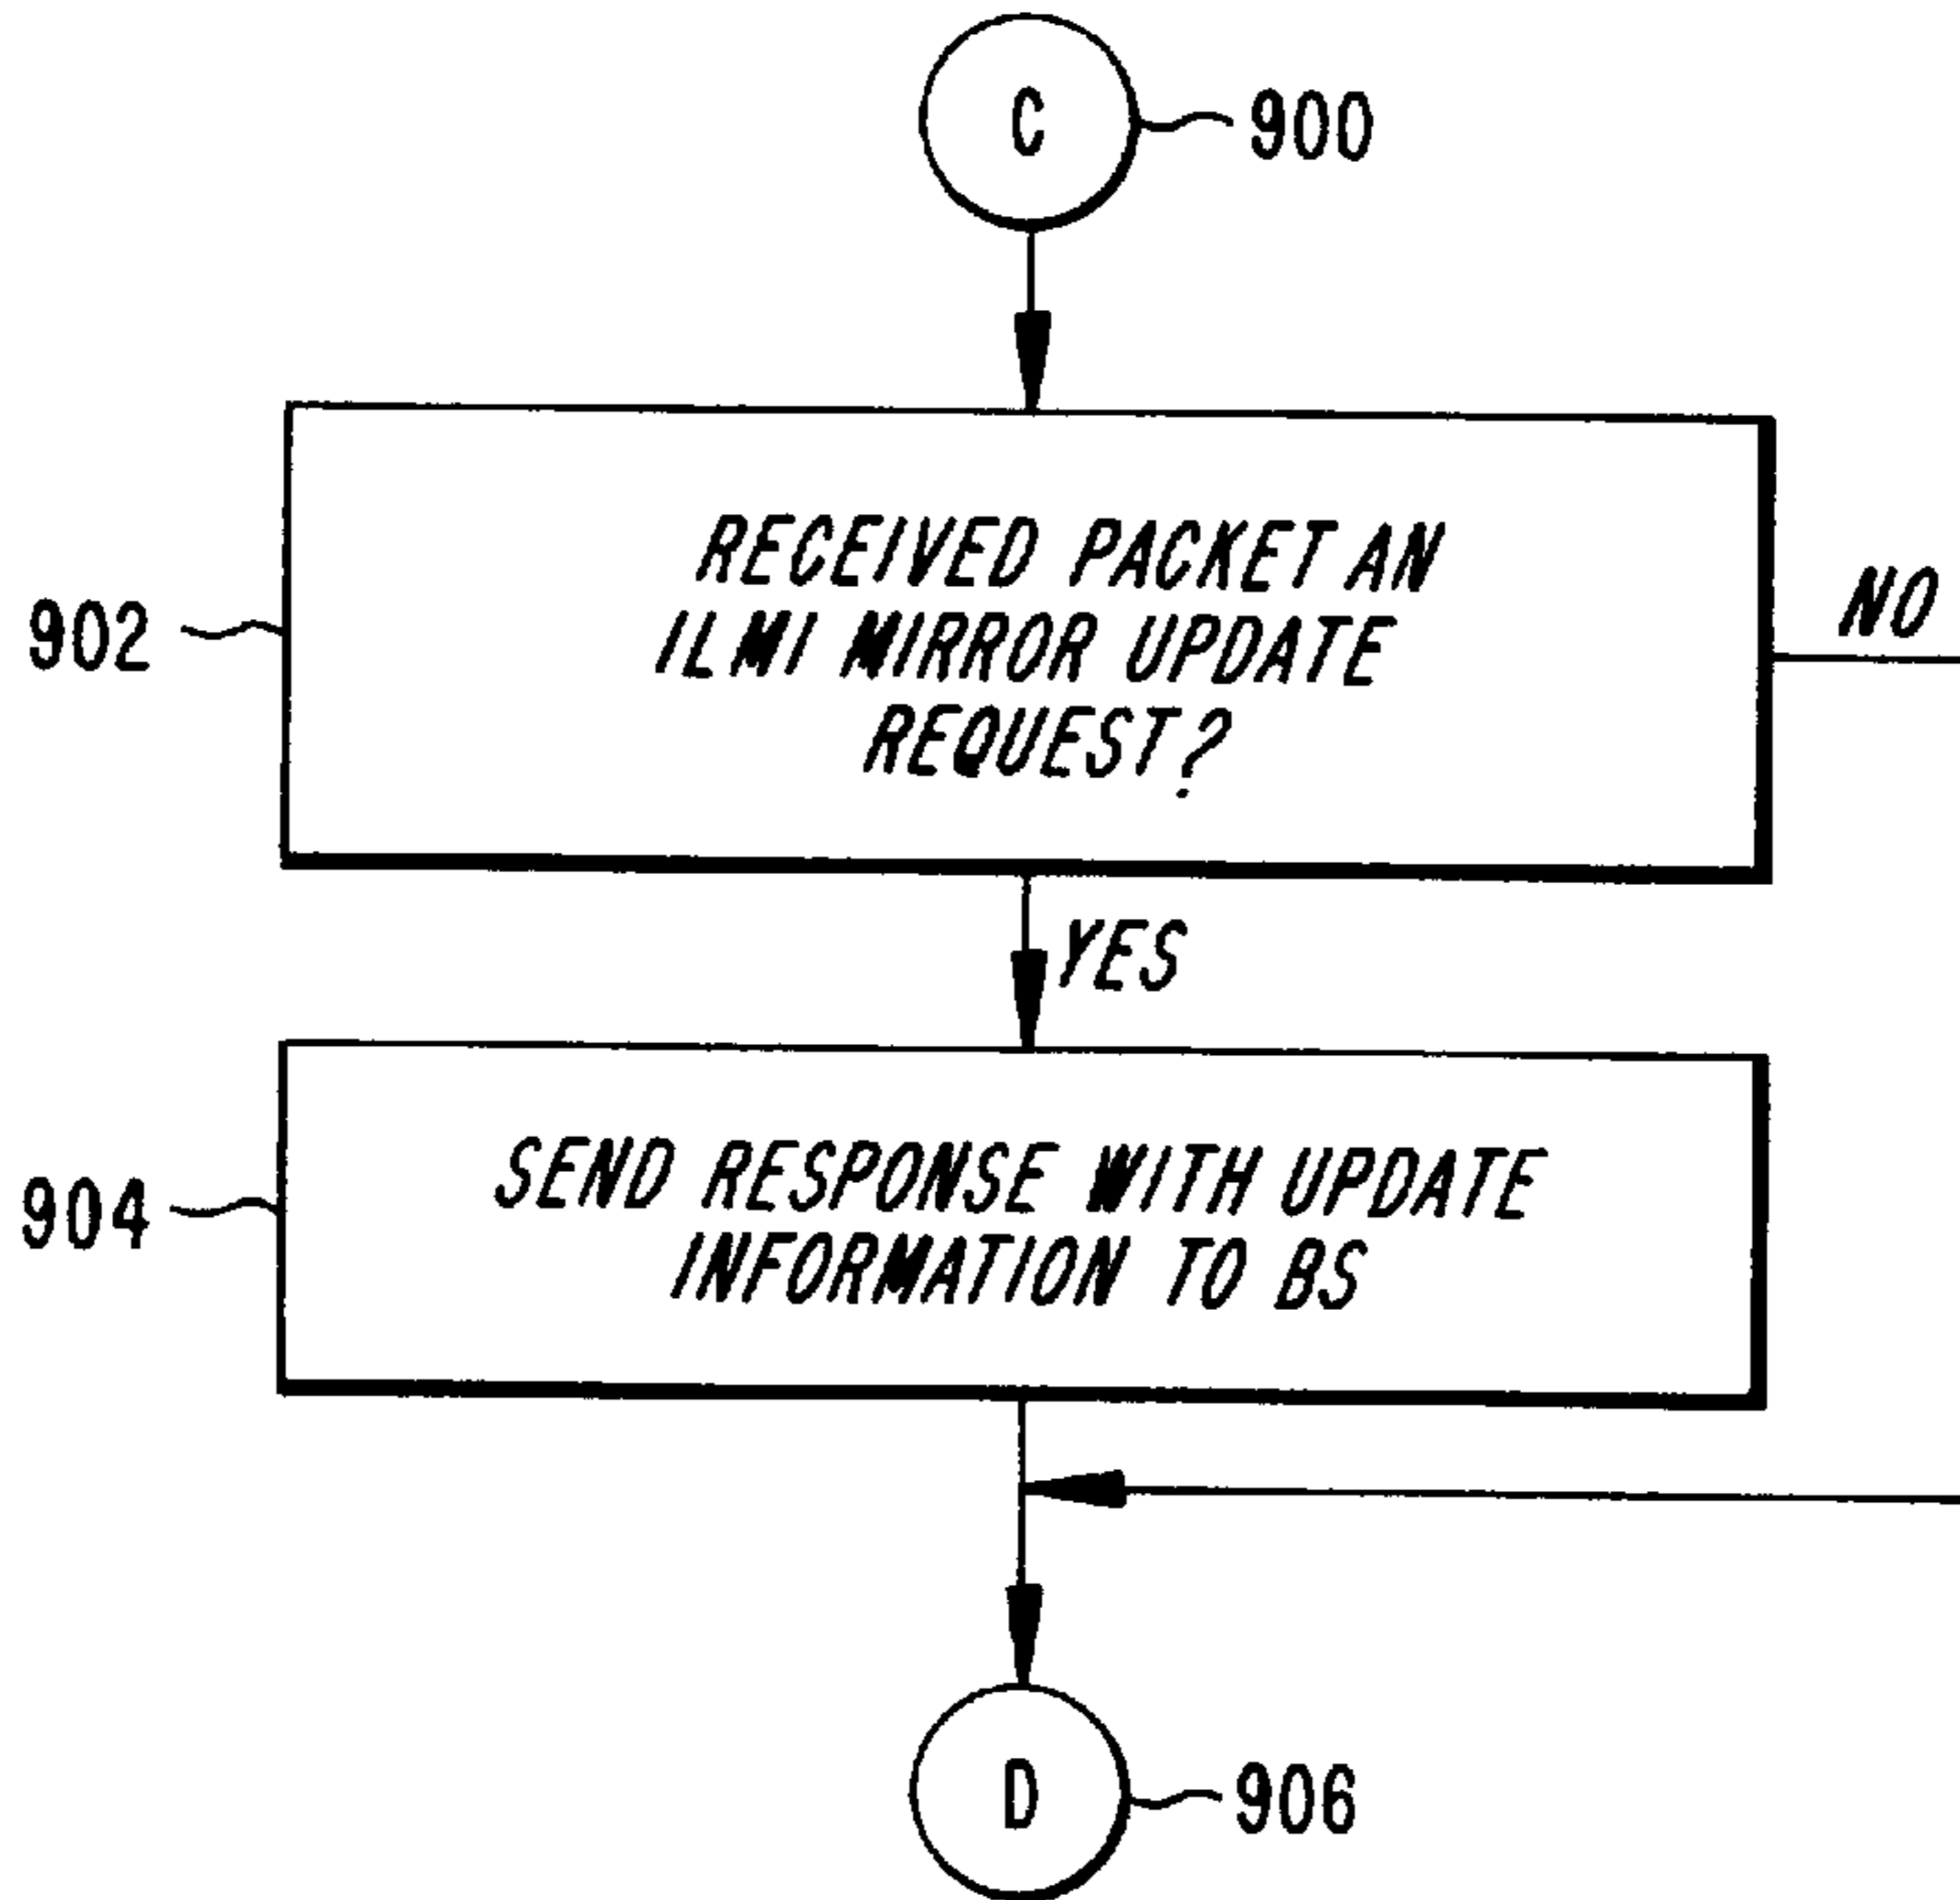 C
900
RECEIVED PACKET AN
ILMI MIRROR UPDATE
REQUEST?
902
NO
YES
SEND RESPONSE WITH UPDATE
INFORMATION TO BS
904
D
906